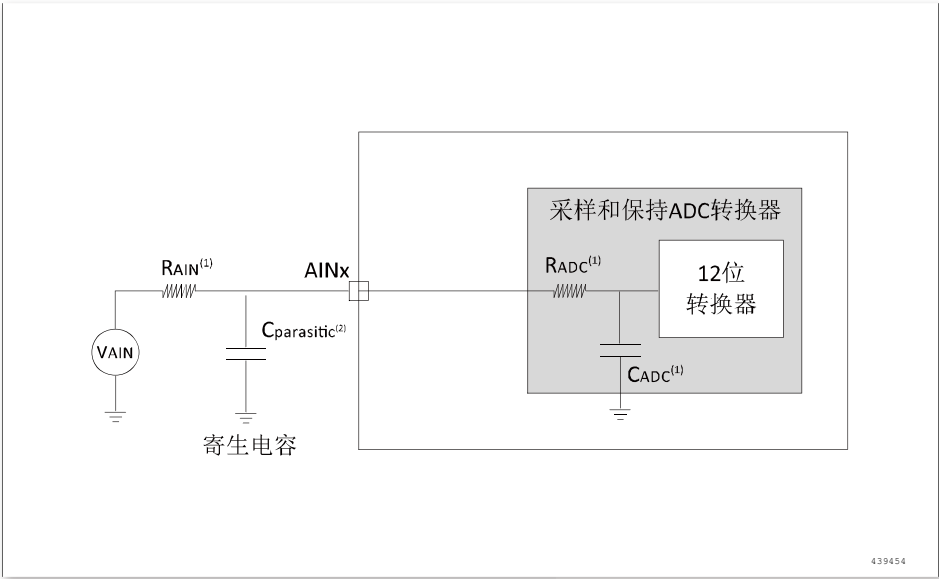 采样和保持ADC转换器
RAIN(1)
AINx
RADC(1)
12位
转换器
VAIN
Cparasitic(2)
CADC(1)
寄生电容
439454